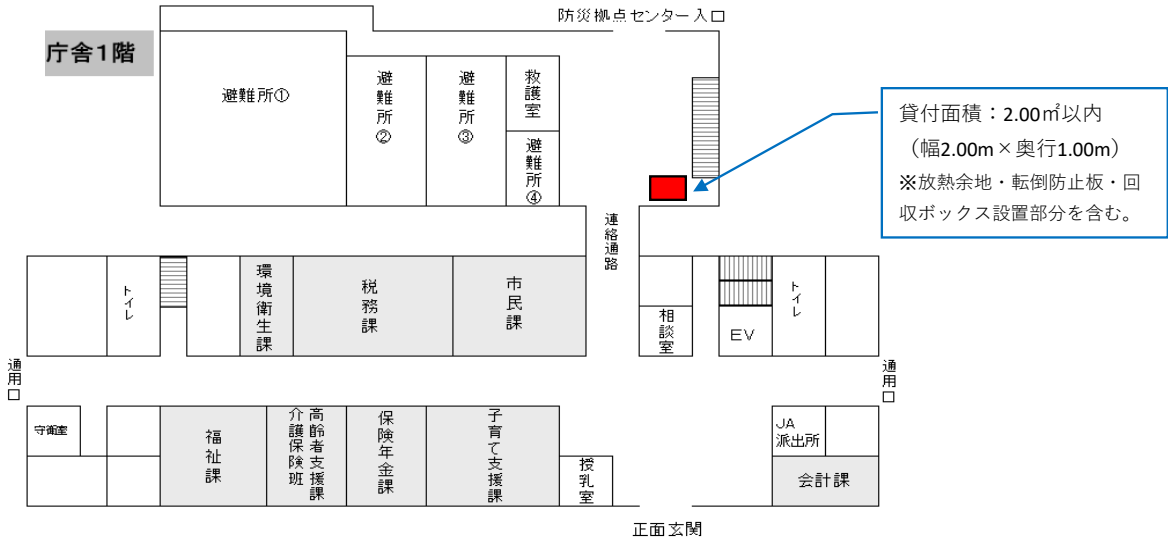 防災拠点センター入口
庁舎1階
避難所①
避難所②
避難所③
救護室
避難所④
貸付面積：2.00㎡以内
（幅2.00m×奥行1.00m）
※放熱余地・転倒防止板・回
収ボックス設置部分を含む。
連絡通路
トイレ
環境衛生課
税務課
市民課
相談室
EV
トイレ
通用口
通用口
守衛室
福祉課
高齢者支援課
介護保険班
保険年金課
子育て支援課
授乳室
JA
派出所
会計課
正面玄関